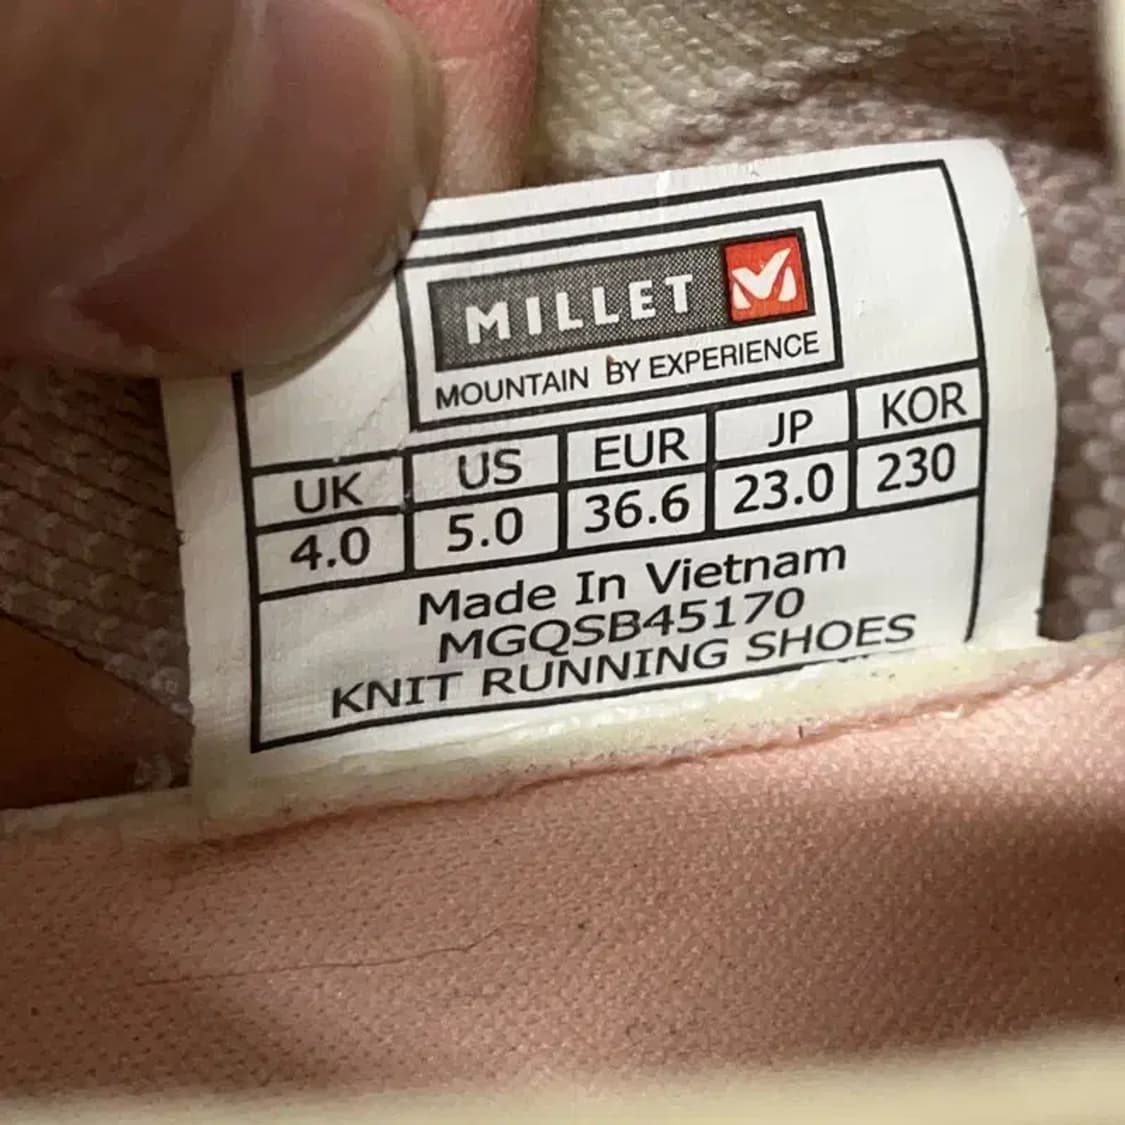 MILLET
MOUNTAIN BY EXPERIENCE
UK US EUR JP KOR
4.0 5.0 36.6 23.0 230
Made In Vietnam
MGQSB45170
KNIT RUNNING SHOES